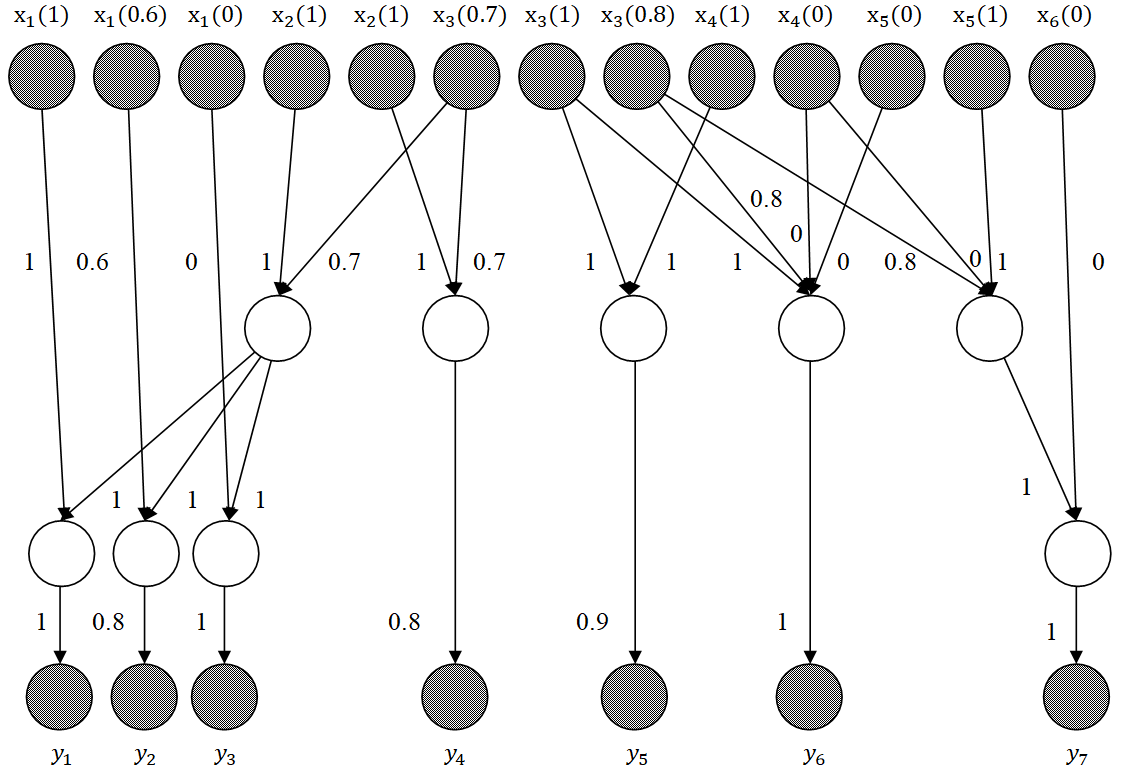 x₁(1) x₁(0.6) x₁(0) x₂(1) x₂(1) x₃(0.7) x₃(1) x₃(0.8) x₄(1) x₄(0) x₅(0) x₅(1) x₆(0)
0.8
0
1 0.6 0 1 0.7 1 0.7 1 1 1 0 0.8 0 1 0
1 1 1 1
1 0.8 1 0.8 0.9 1 1
y₁ y₂ y₃ y₄ y₅ y₆ y₇